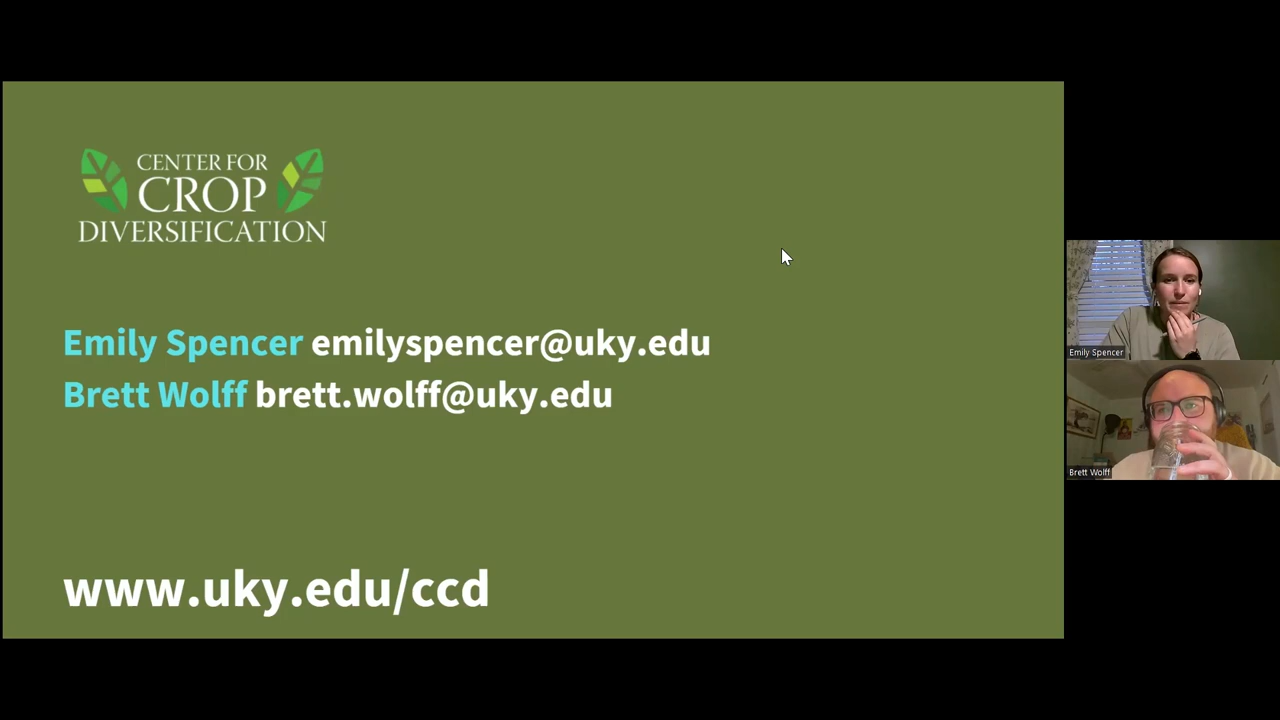 CENTER FOR
CROP
DIVERSIFICATION
Emily Spencer emilyspencer@uky.edu
Brett Wolff brett.wolff@uky.edu
www.uky.edu/ccd
Emily Spencer
Brett Wolff